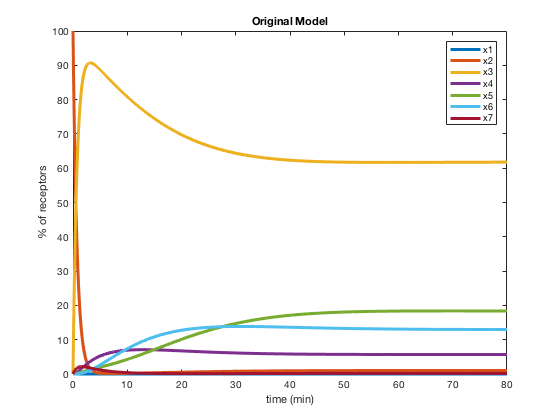 Original Model
% of receptors
100
90
80
70
60
50
40
30
20
10
0
0 10 20 30 40 50 60 70 80
time (min)
x1
x2
x3
x4
x5
x6
x7